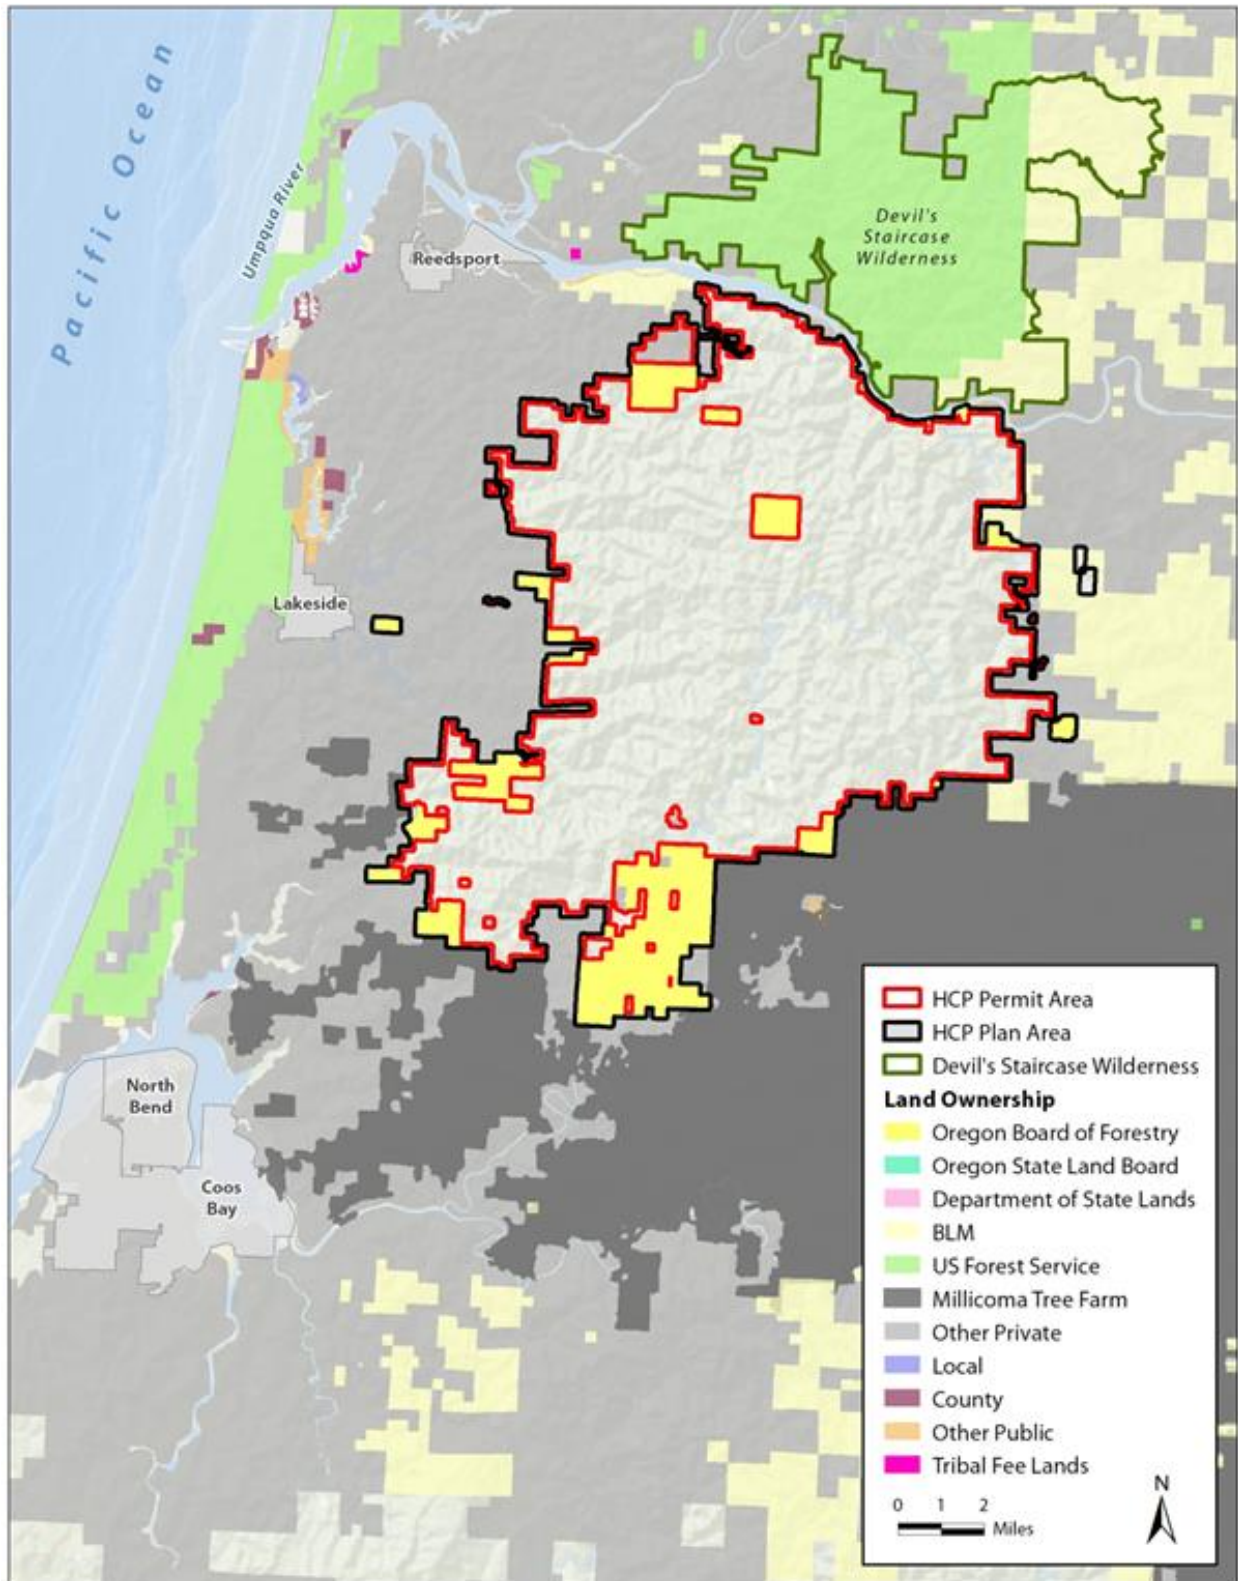 Pacific Ocean
Umpqua River
Reedsport
Devil's
Staircase
Wilderness
Lakeside
North
Bend
Coos
Bay
HCP Permit Area
HCP Plan Area
Devil's Staircase Wilderness
Land Ownership
Oregon Board of Forestry
Oregon State Land Board
Department of State Lands
BLM
US Forest Service
Millicoma Tree Farm
Other Private
Local
County
Other Public
Tribal Fee Lands
N
0 1 2
Miles